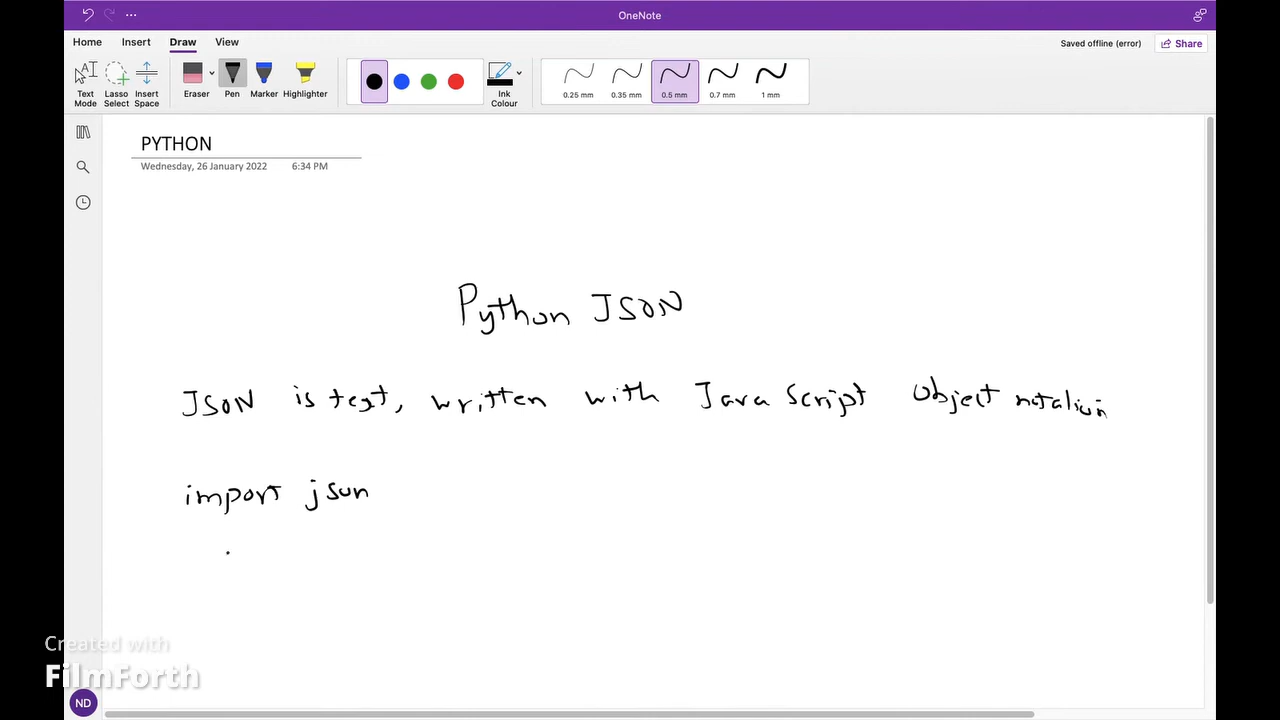 OneNote
Home Insert Draw View
Saved offline (error) Share
Text Mode
Lasso Select
Insert Space
Eraser
Pen
Marker
Highlighter
Ink Colour
0.25 mm
0.35 mm
0.5 mm
0.7 mm
1 mm
PYTHON
Wednesday, 26 January 2022 6:34 PM
Python JSON
JSON is text, written with JavaScript object notation
import json
Created with
FilmForth
ND